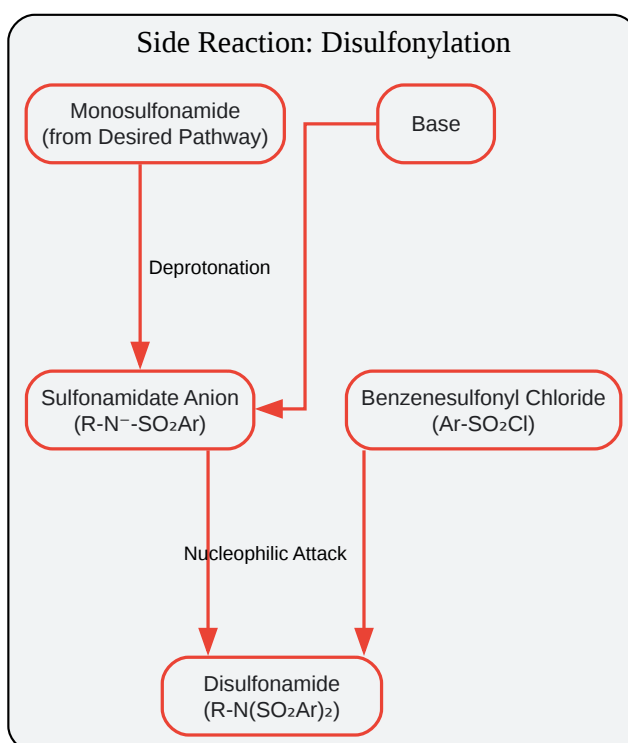 Side Reaction: Disulfonylation
Monosulfonamide
(from Desired Pathway)
Base
Deprotonation
Sulfonamidate Anion
(R-N⁻-SO₂Ar)
Benzenesulfonyl Chloride
(Ar-SO₂Cl)
Nucleophilic Attack
Disulfonamide
(R-N(SO₂Ar)₂)